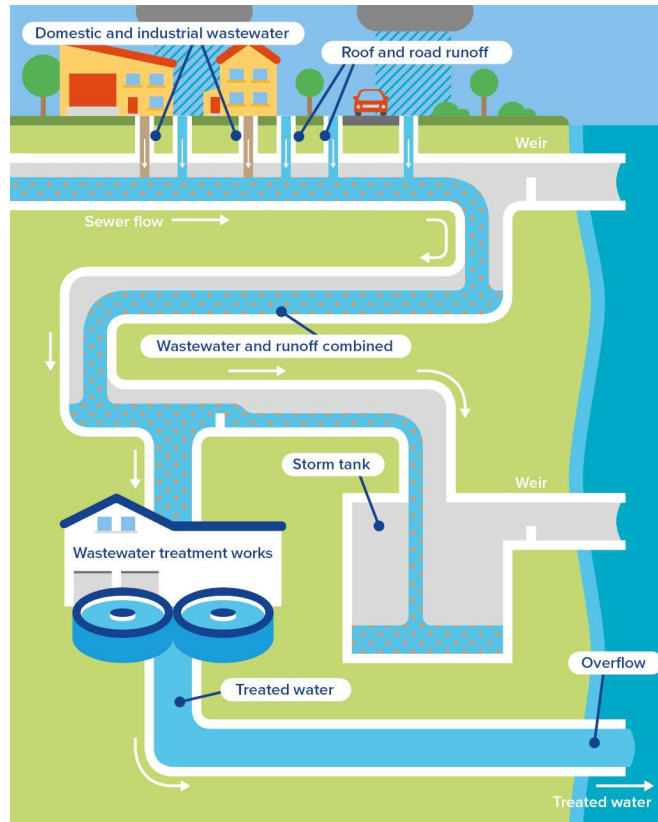 Domestic and industrial wastewater
Roof and road runoff
Weir
Sewer flow
Wastewater and runoff combined
Storm tank
Weir
Wastewater treatment works
Overflow
Treated water
Treated water